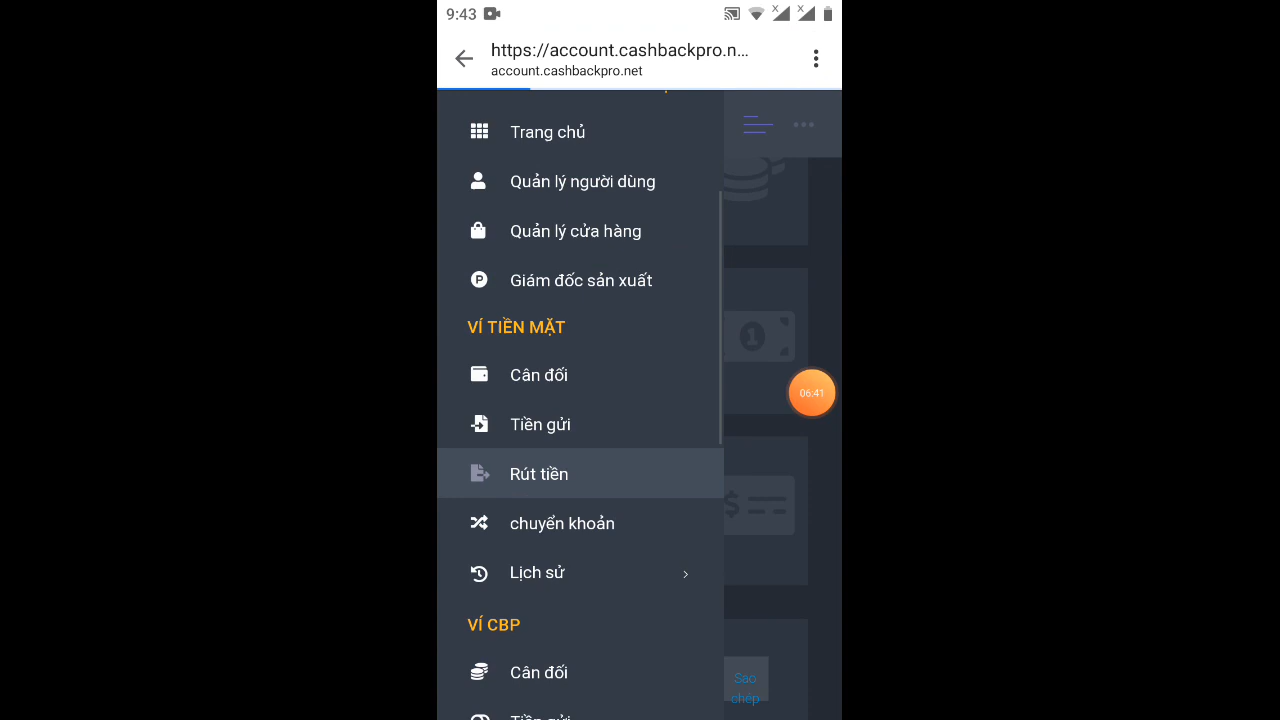 9:43
https://account.cashbackpro.n...
account.cashbackpro.net
Trang chủ
Quản lý người dùng
Quản lý cửa hàng
Giám đốc sản xuất
VÍ TIỀN MẶT
Cân đối
Tiền gửi
06:41
Rút tiền
chuyển khoản
Lịch sử
VÍ CBP
Cân đối
Sao
chép
Tiền gửi